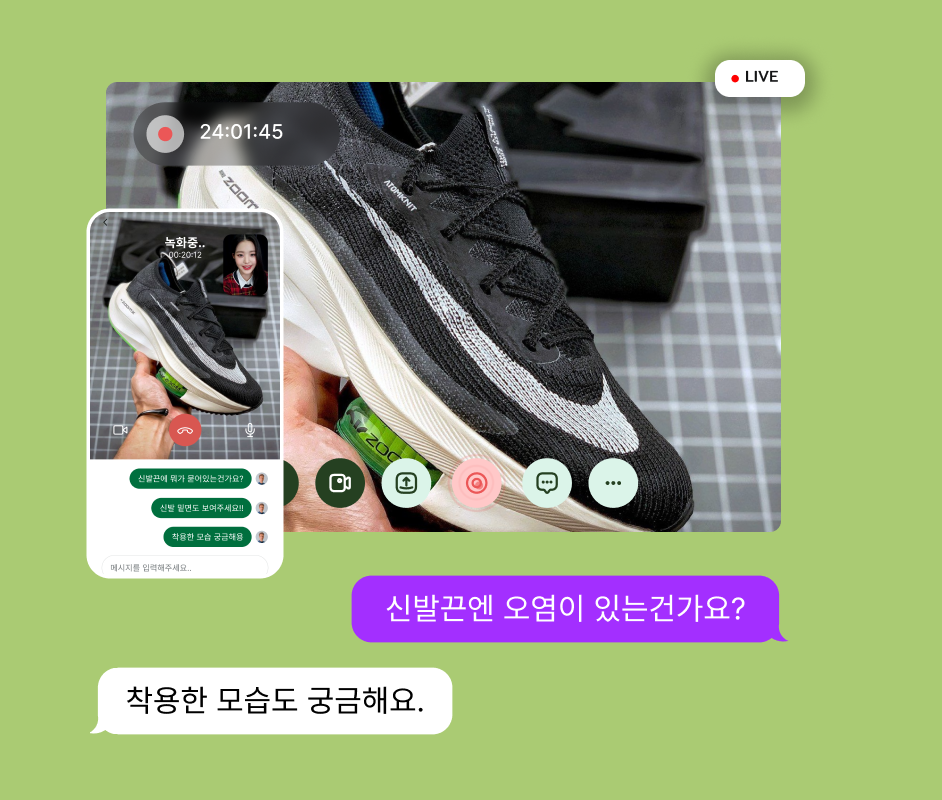 LIVE
24:01:45
ZOOM
ATOMKNIT
녹화중..
00:20:12
신발끈에 뭐가 묻어있는건가요?
신발 밑면도 보여주세요!!
착용한 모습 궁금해용
메시지를 입력해주세요..
신발끈엔 오염이 있는건가요?
착용한 모습도 궁금해요.